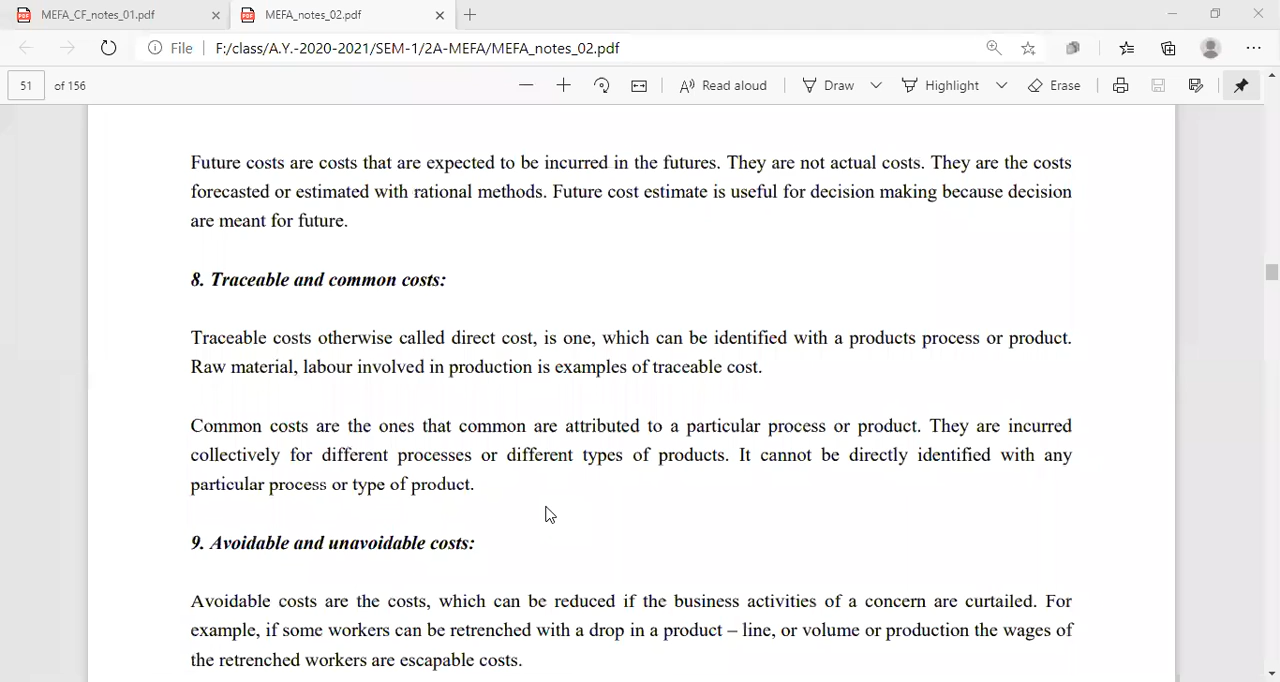 MEFA_CF_notes_01.pdf
MEFA_notes_02.pdf
File F:/class/A.Y.-2020-2021/SEM-1/2A-MEFA/MEFA_notes_02.pdf
51 of 156 Read aloud Draw Highlight Erase
Future costs are costs that are expected to be incurred in the futures. They are not actual costs. They are the costs
forecasted or estimated with rational methods. Future cost estimate is useful for decision making because decision
are meant for future.
8. Traceable and common costs:
Traceable costs otherwise called direct cost, is one, which can be identified with a products process or product.
Raw material, labour involved in production is examples of traceable cost.
Common costs are the ones that common are attributed to a particular process or product. They are incurred
collectively for different processes or different types of products. It cannot be directly identified with any
particular process or type of product.
9. Avoidable and unavoidable costs:
Avoidable costs are the costs, which can be reduced if the business activities of a concern are curtailed. For
example, if some workers can be retrenched with a drop in a product – line, or volume or production the wages of
the retrenched workers are escapable costs.